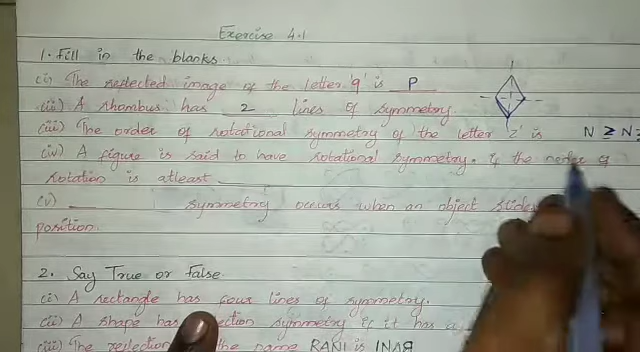 Exercise 4.1
1. Fill in the blanks
(i) The reflected image of the letter 'q' is P
(ii) A rhombus has 2 lines of symmetry.
(iii) The order of rotational symmetry of the letter 'z' is N ≥ N
(iv) A figure is said to have rotational symmetry. if the order of
rotation is atleast
(v) symmetry occurs when an object slides
position.
2. Say True or False.
(i) A rectangle has four lines of symmetry.
(ii) A shape has symmetry if it has a
(iii) The the name RANI is